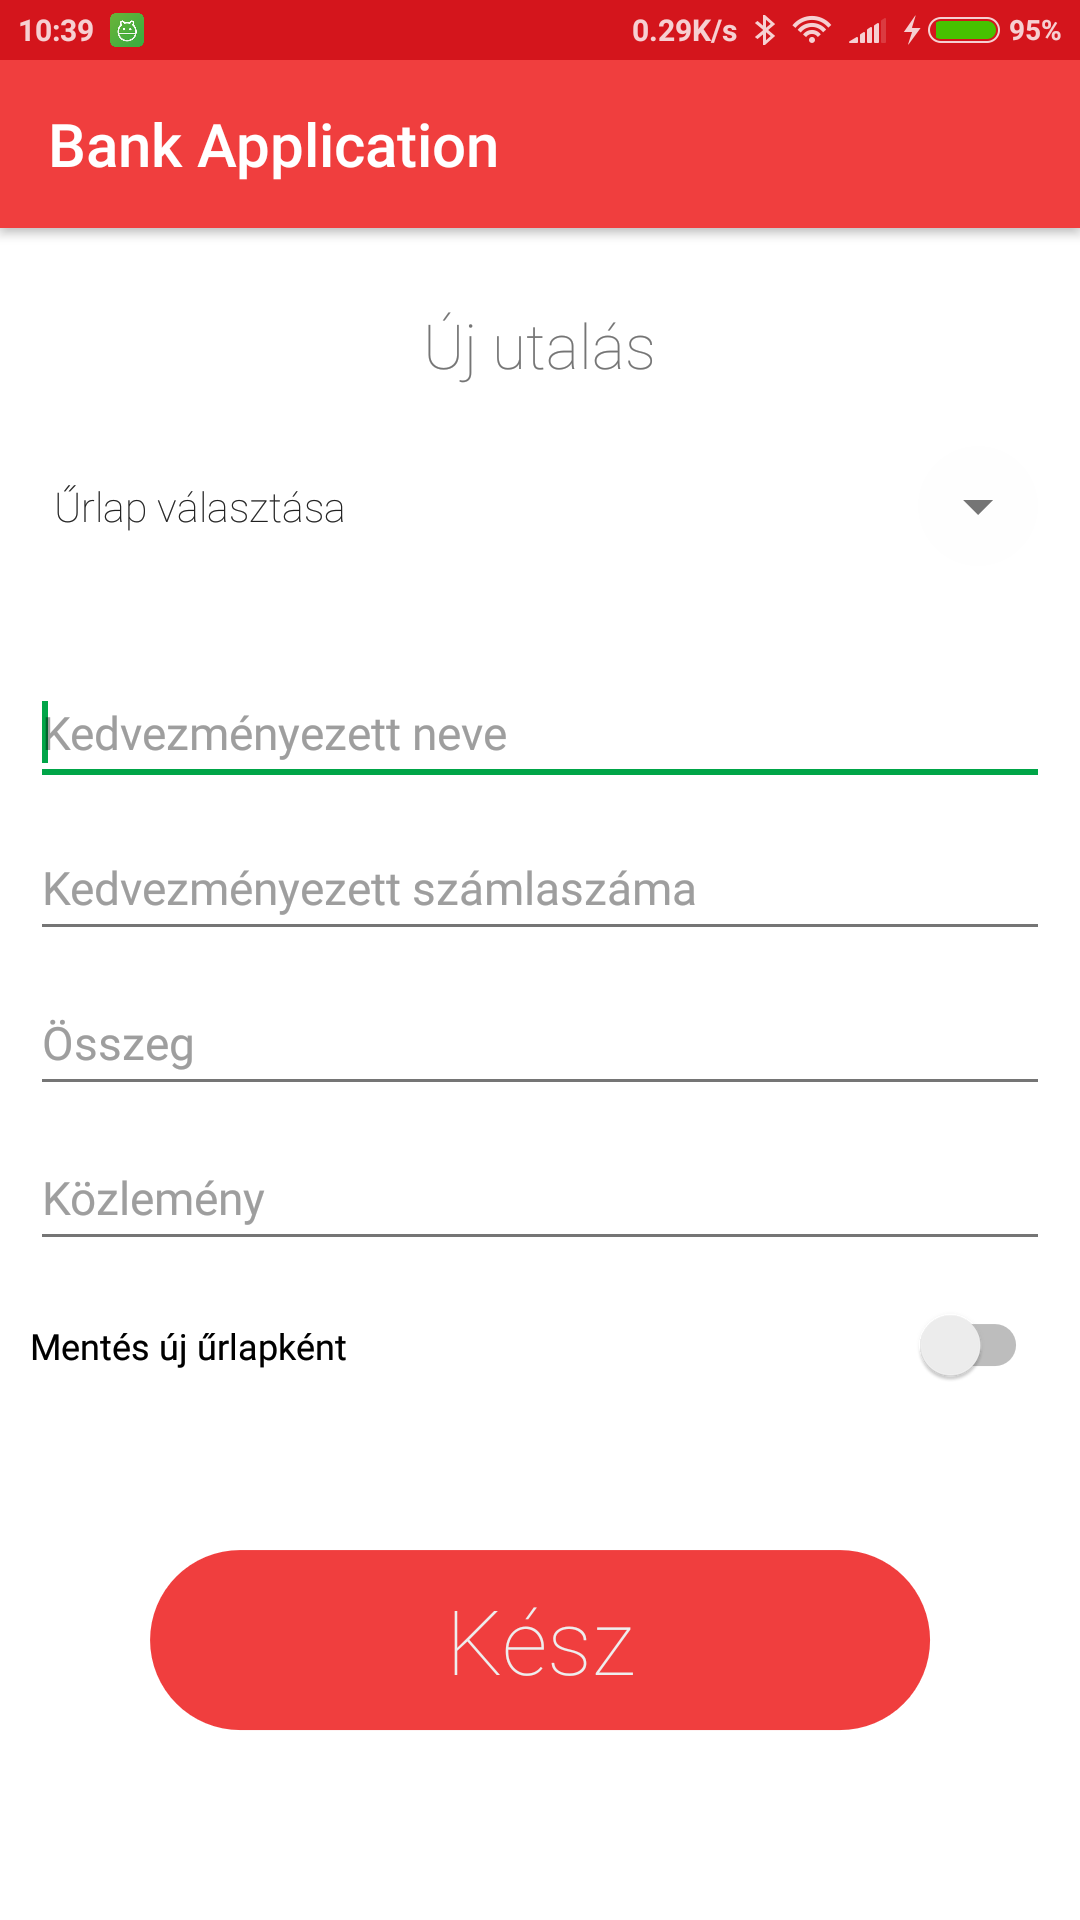 10:39 0.29K/s 95%
Bank Application
Új utalás
Űrlap választása
Kedvezményezett neve
Kedvezményezett számlaszáma
Összeg
Közlemény
Mentés új űrlapként
Kész